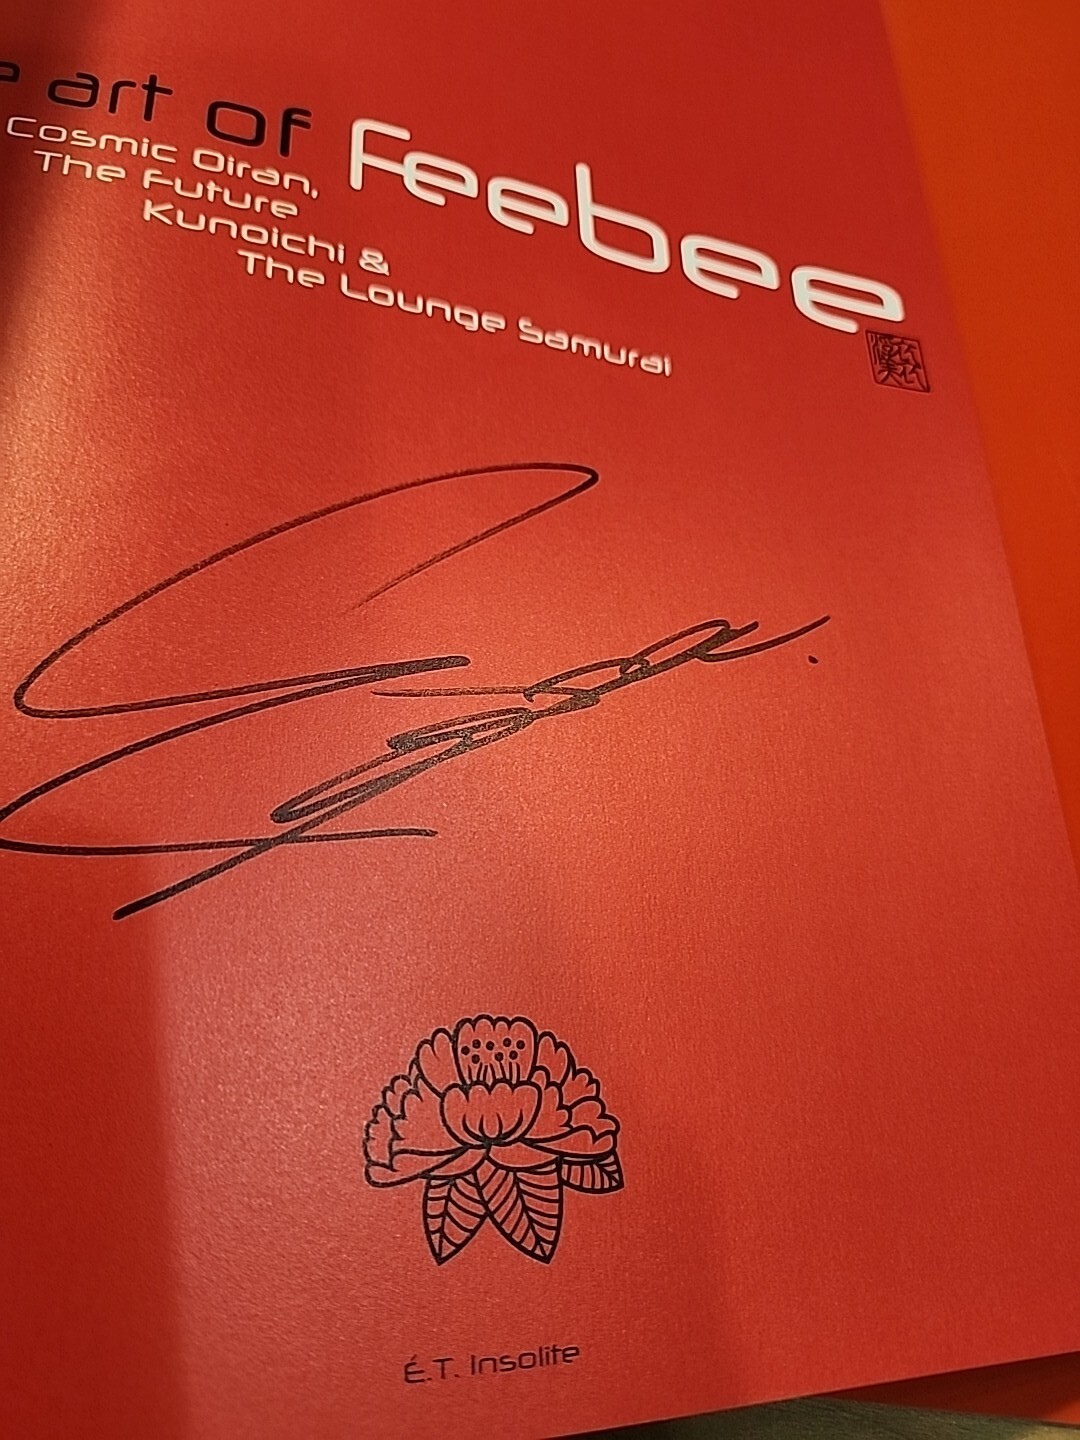 art of Feebee
Cosmic Oiran,
The Future
Kunoichi &
The Lounge Samurai
É.T. Insolite